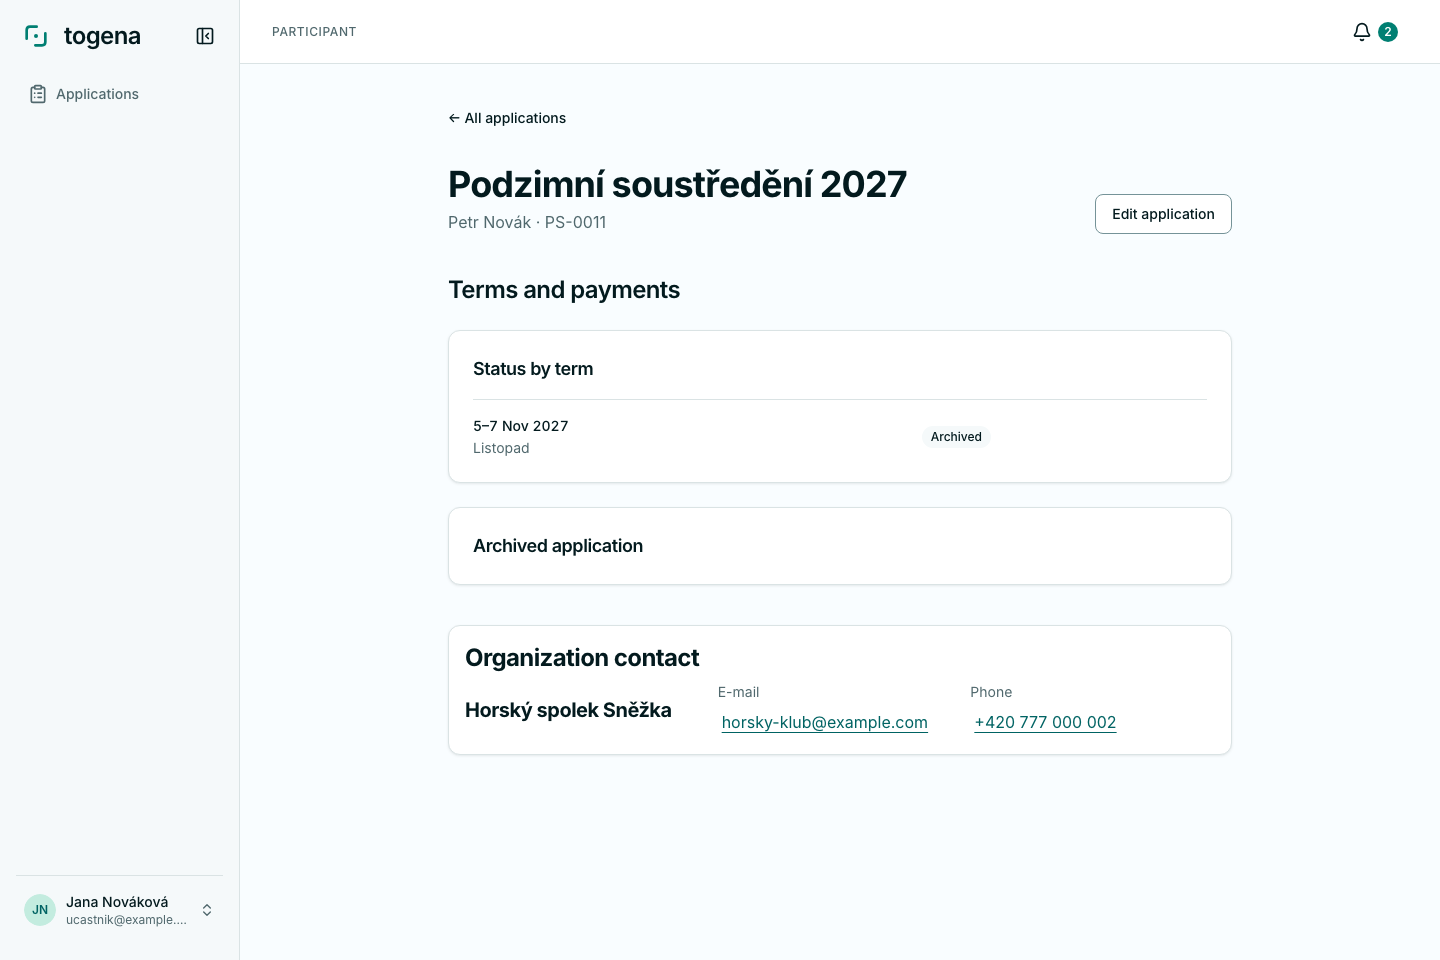 togena
PARTICIPANT
2
Applications
← All applications
Podzimní soustředění 2027
Petr Novák · PS-0011
Edit application
Terms and payments
Status by term
5–7 Nov 2027
Listopad
Archived
Archived application
Organization contact
Horský spolek Sněžka
E-mail
horsky-klub@example.com
Phone
+420 777 000 002
JN
Jana Nováková
ucastnik@example.…